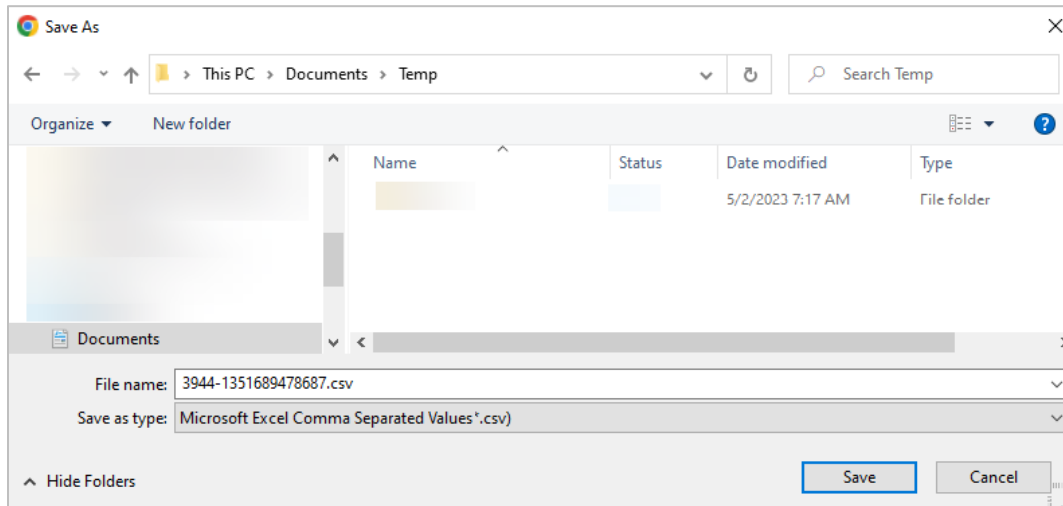 Save As
This PC > Documents > Temp
Search Temp
Organize
New folder
Name
Status
Date modified
Type
5/2/2023 7:17 AM
File folder
Documents
File name: 3944-1351689478687.csv
Save as type: Microsoft Excel Comma Separated Values*.csv)
Hide Folders
Save
Cancel